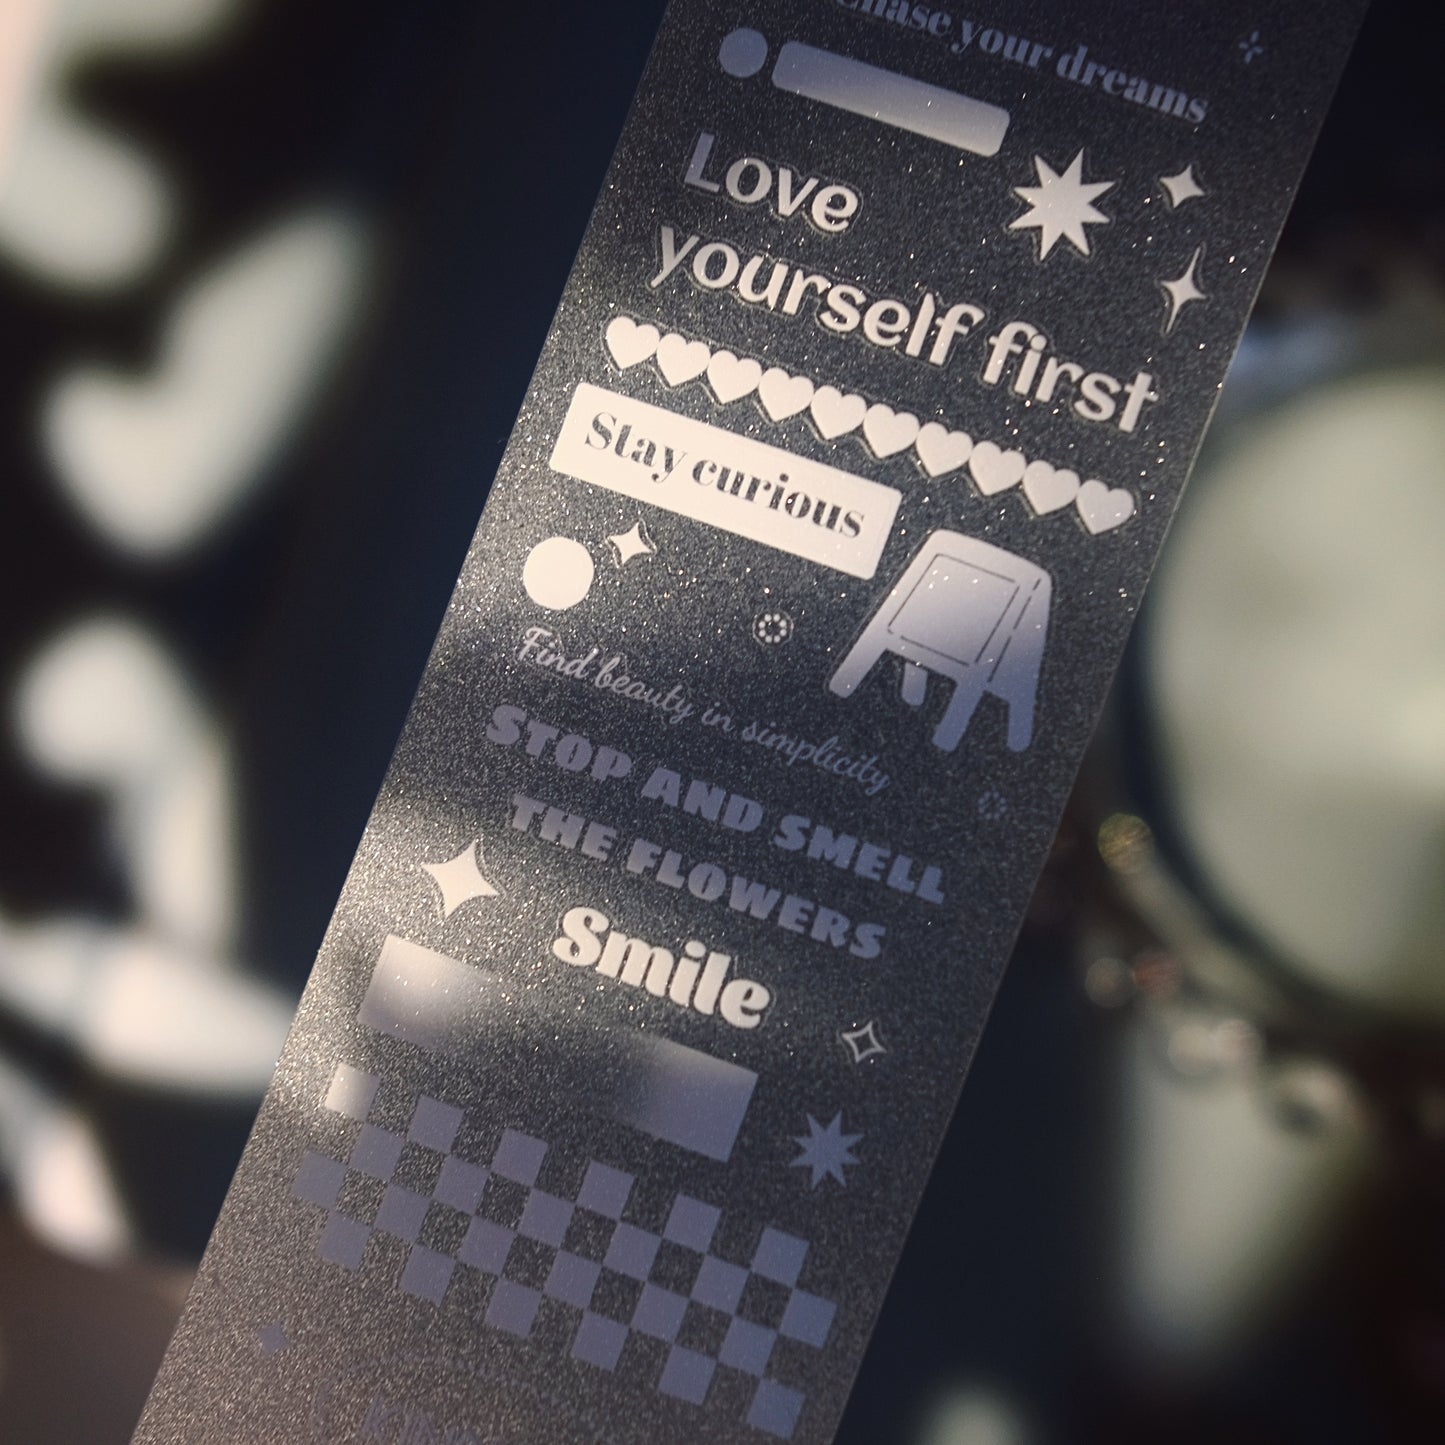 Chase your dreams
Love
yourself first
Stay curious
Find beauty in simplicity
STOP AND SMELL
THE FLOWERS
Smile